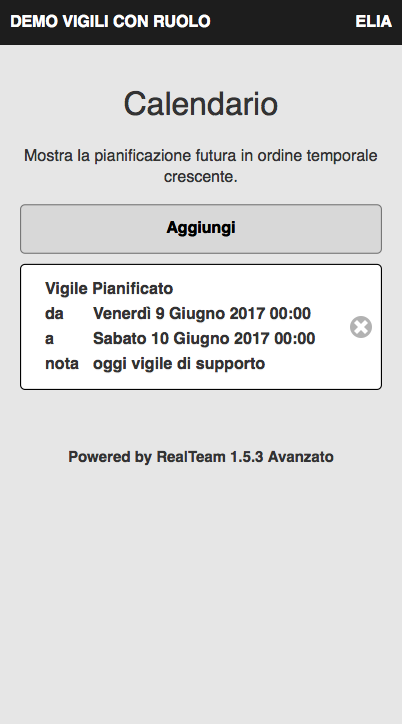 DEMO VIGILI CON RUOLO ELIA
Calendario
Mostra la pianificazione futura in ordine temporale
crescente.
Aggiungi
Vigile Pianificato
da Venerdì 9 Giugno 2017 00:00
a Sabato 10 Giugno 2017 00:00
nota oggi vigile di supporto
Powered by RealTeam 1.5.3 Avanzato